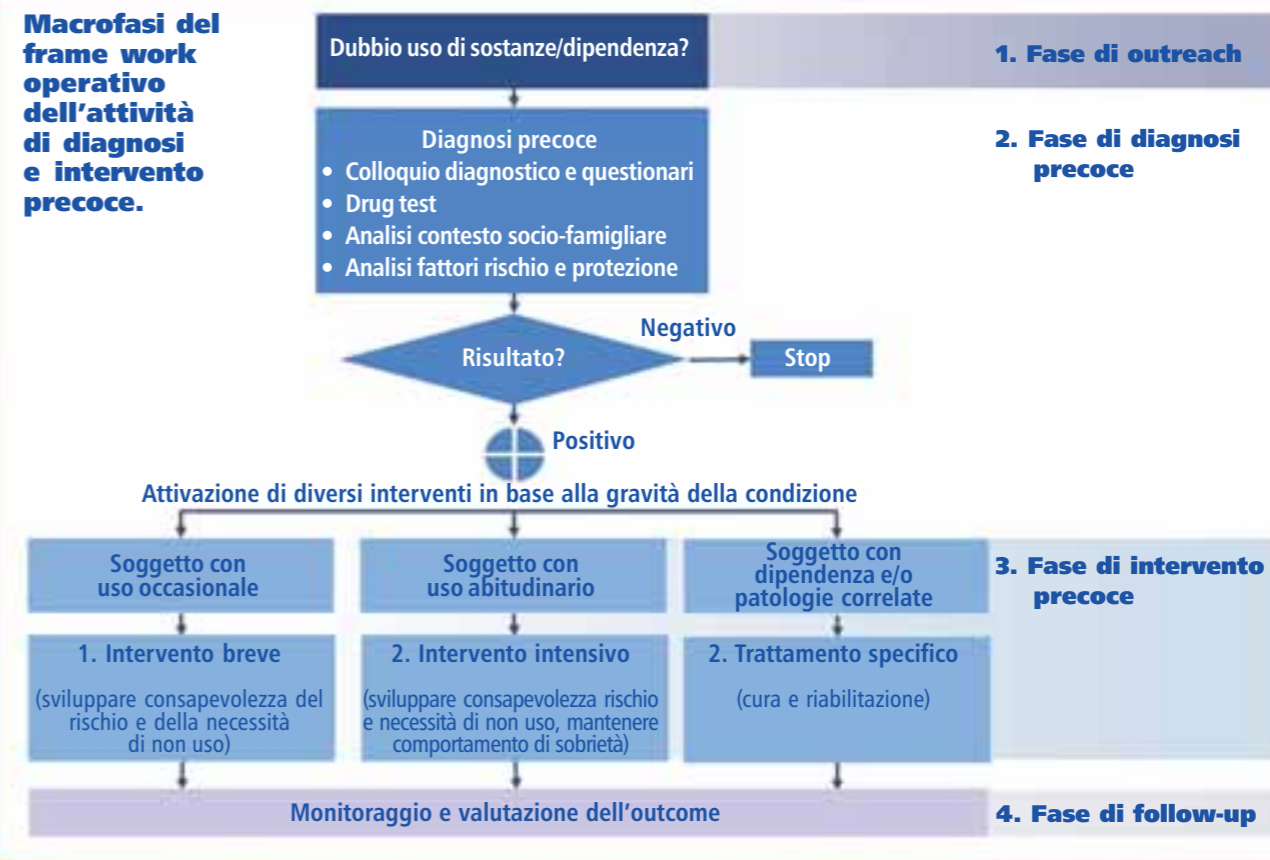 Macrofasi del
frame work
operativo
dell'attività
di diagnosi
e intervento
precoce.
Dubbio uso di sostanze/dipendenza?
1. Fase di outreach
Diagnosi precoce
• Colloquio diagnostico e questionari
• Drug test
• Analisi contesto socio-famigliare
• Analisi fattori rischio e protezione
2. Fase di diagnosi
precoce
Risultato?
Negativo
Stop
Positivo
Attivazione di diversi interventi in base alla gravità della condizione
Soggetto con
uso occasionale
Soggetto con
uso abitudinario
Soggetto con
dipendenza e/o
patologie correlate
3. Fase di intervento
precoce
1. Intervento breve
(sviluppare consapevolezza del
rischio e della necessità
di non uso)
2. Intervento intensivo
(sviluppare consapevolezza rischio
e necessità di non uso, mantenere
comportamento di sobrietà)
2. Trattamento specifico
(cura e riabilitazione)
Monitoraggio e valutazione dell'outcome
4. Fase di follow-up